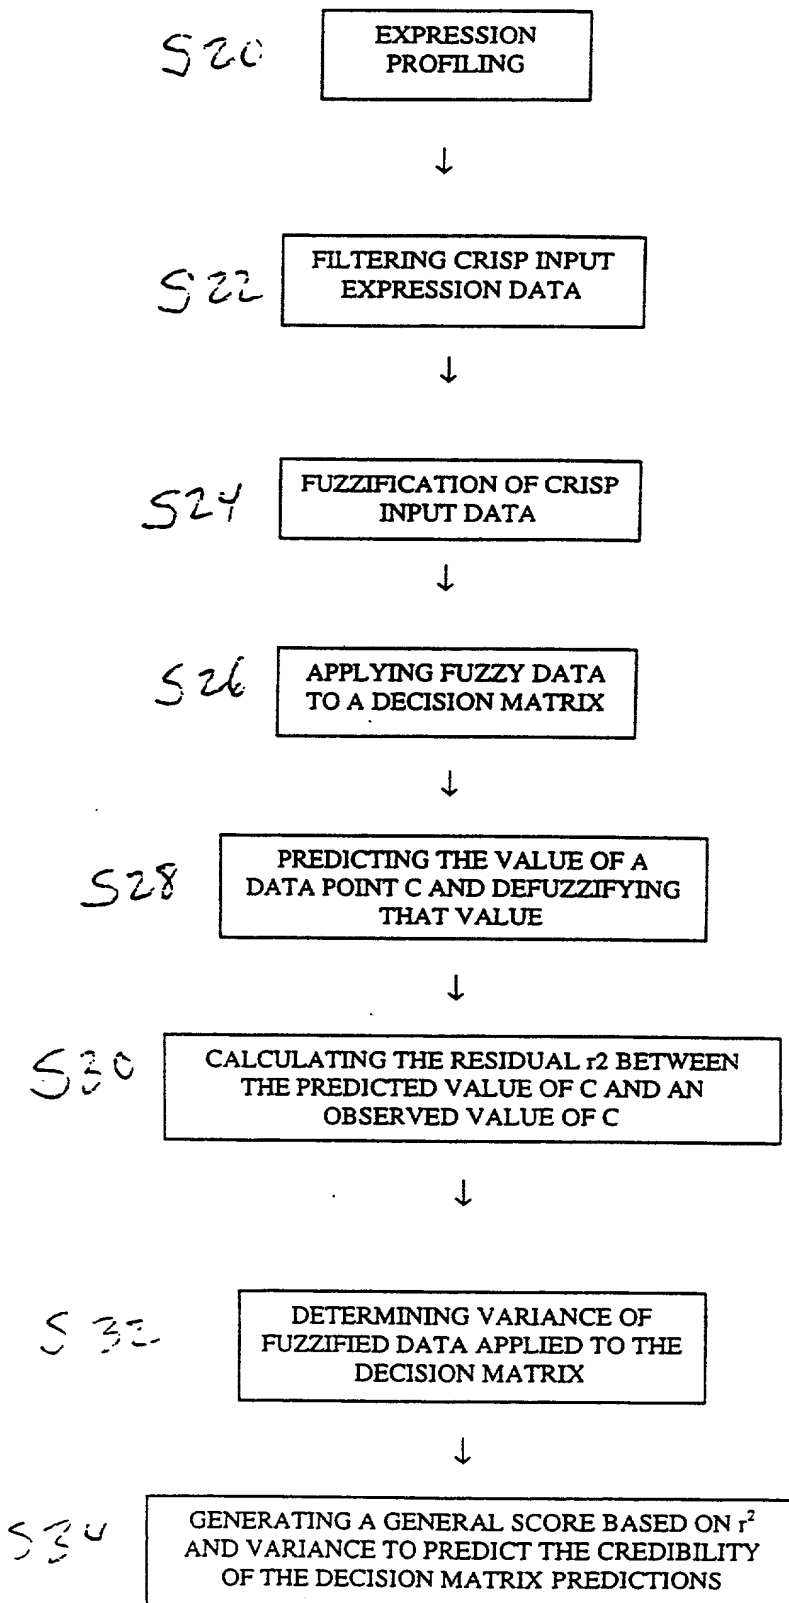 S20
EXPRESSION
PROFILING
↓
S22
FILTERING CRISP INPUT
EXPRESSION DATA
↓
S24
FUZZIFICATION OF CRISP
INPUT DATA
↓
S26
APPLYING FUZZY DATA
TO A DECISION MATRIX
↓
S28
PREDICTING THE VALUE OF A
DATA POINT C AND DEFUZZIFYING
THAT VALUE
↓
S30
CALCULATING THE RESIDUAL r2 BETWEEN
THE PREDICTED VALUE OF C AND AN
OBSERVED VALUE OF C
↓
S32
DETERMINING VARIANCE OF
FUZZIFIED DATA APPLIED TO THE
DECISION MATRIX
↓
S34
GENERATING A GENERAL SCORE BASED ON r²
AND VARIANCE TO PREDICT THE CREDIBILITY
OF THE DECISION MATRIX PREDICTIONS